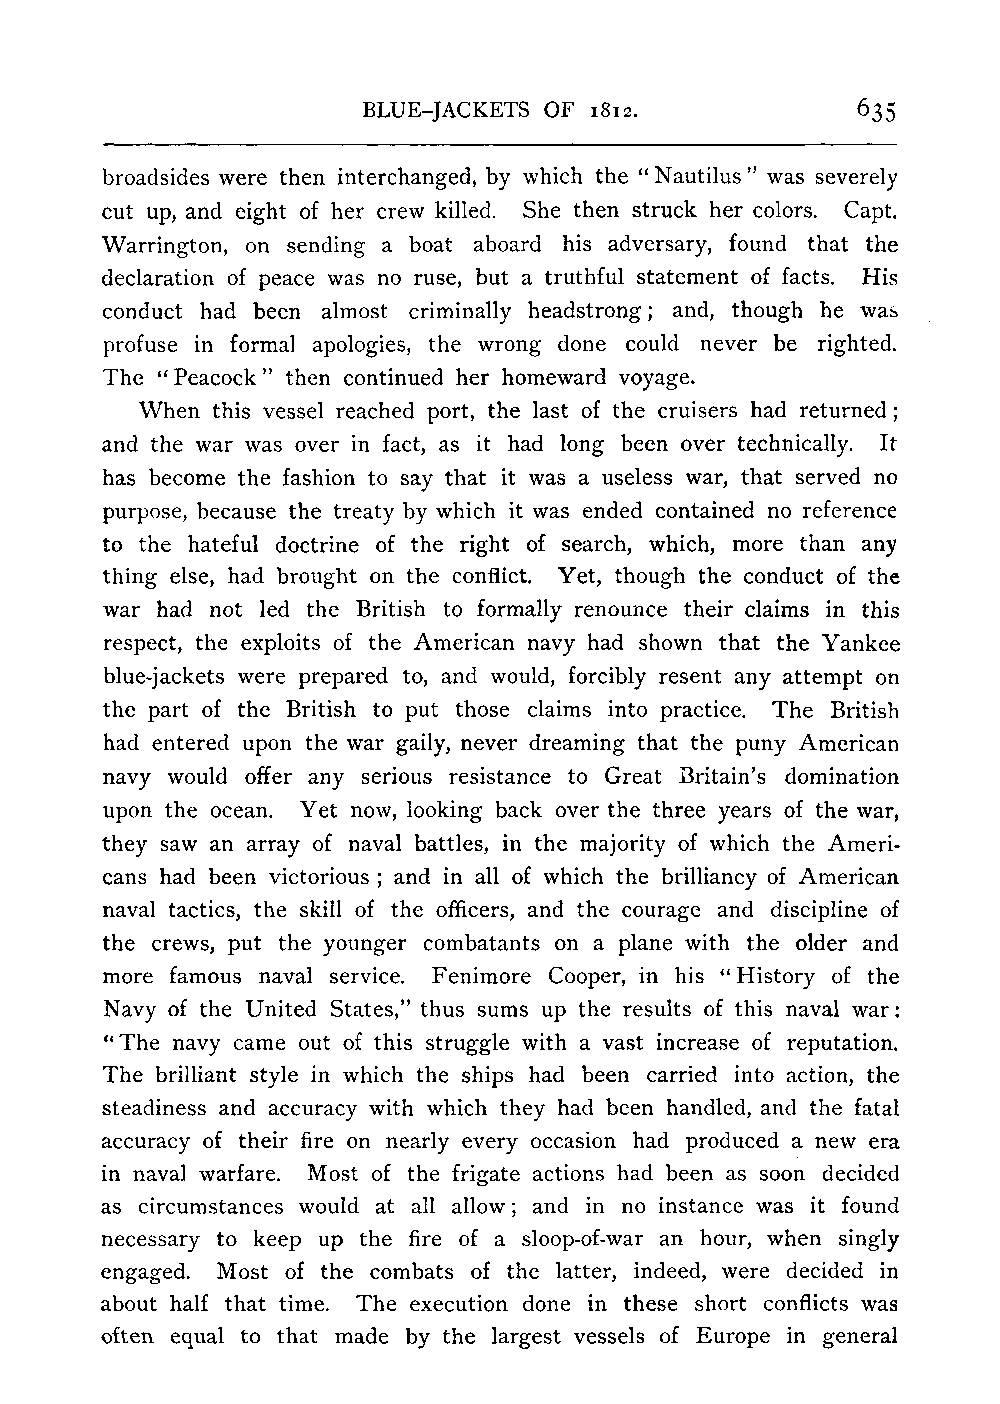 BLUE-JACKETS OF 1812. 635
broadsides were then interchanged, by which the "Nautilus" was severely
cut up, and eight of her crew killed. She then struck her colors. Capt.
Warrington, on sending a boat aboard his adversary, found that the
declaration of peace was no ruse, but a truthful statement of facts. His
conduct had been almost criminally headstrong; and, though he was
profuse in formal apologies, the wrong done could never be righted.
The "Peacock" then continued her homeward voyage.
When this vessel reached port, the last of the cruisers had returned;
and the war was over in fact, as it had long been over technically. It
has become the fashion to say that it was a useless war, that served no
purpose, because the treaty by which it was ended contained no reference
to the hateful doctrine of the right of search, which, more than any
thing else, had brought on the conflict. Yet, though the conduct of the
war had not led the British to formally renounce their claims in this
respect, the exploits of the American navy had shown that the Yankee
blue-jackets were prepared to, and would, forcibly resent any attempt on
the part of the British to put those claims into practice. The British
had entered upon the war gaily, never dreaming that the puny American
navy would offer any serious resistance to Great Britain's domination
upon the ocean. Yet now, looking back over the three years of the war,
they saw an array of naval battles, in the majority of which the Ameri-
cans had been victorious; and in all of which the brilliancy of American
naval tactics, the skill of the officers, and the courage and discipline of
the crews, put the younger combatants on a plane with the older and
more famous naval service. Fenimore Cooper, in his "History of the
Navy of the United States," thus sums up the results of this naval war:
"The navy came out of this struggle with a vast increase of reputation.
The brilliant style in which the ships had been carried into action, the
steadiness and accuracy with which they had been handled, and the fatal
accuracy of their fire on nearly every occasion had produced a new era
in naval warfare. Most of the frigate actions had been as soon decided
as circumstances would at all allow; and in no instance was it found
necessary to keep up the fire of a sloop-of-war an hour, when singly
engaged. Most of the combats of the latter, indeed, were decided in
about half that time. The execution done in these short conflicts was
often equal to that made by the largest vessels of Europe in general